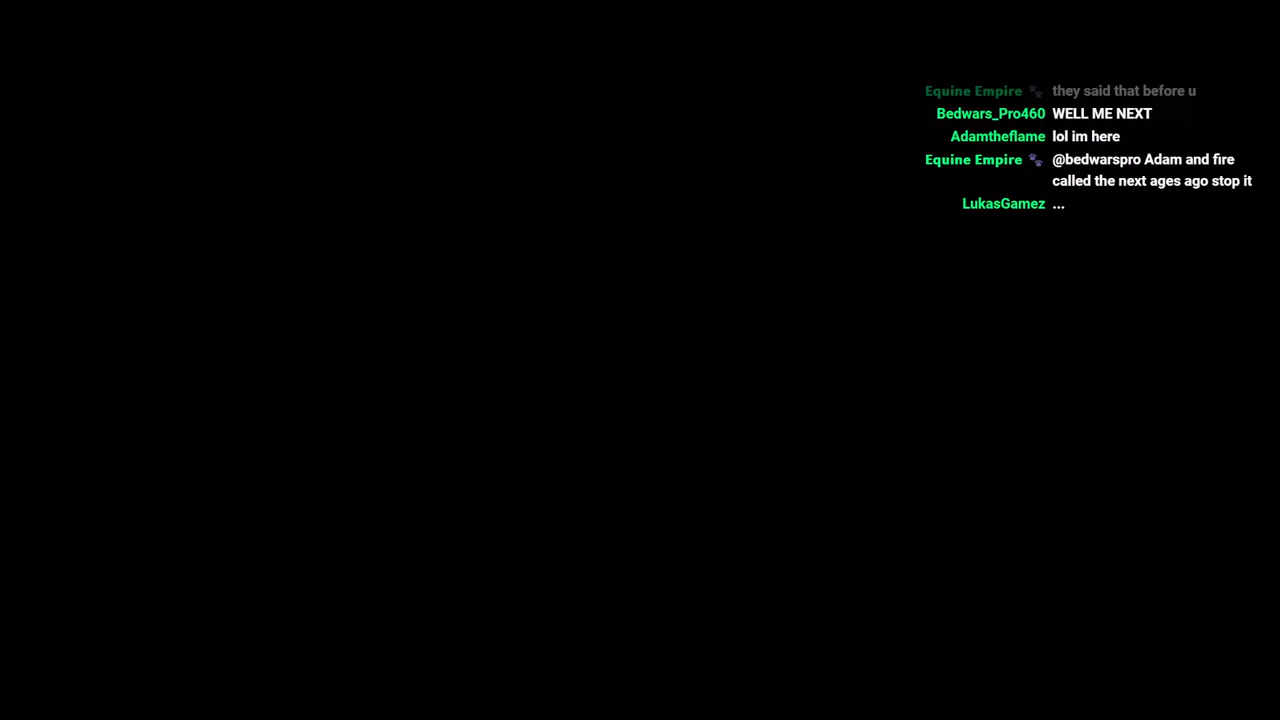 Equine Empire 🐾 they said that before u
Bedwars_Pro460 WELL ME NEXT
Adamtheflame lol im here
Equine Empire 🐾 @bedwarspro Adam and fire
called the next ages ago stop it
LukasGamez ...